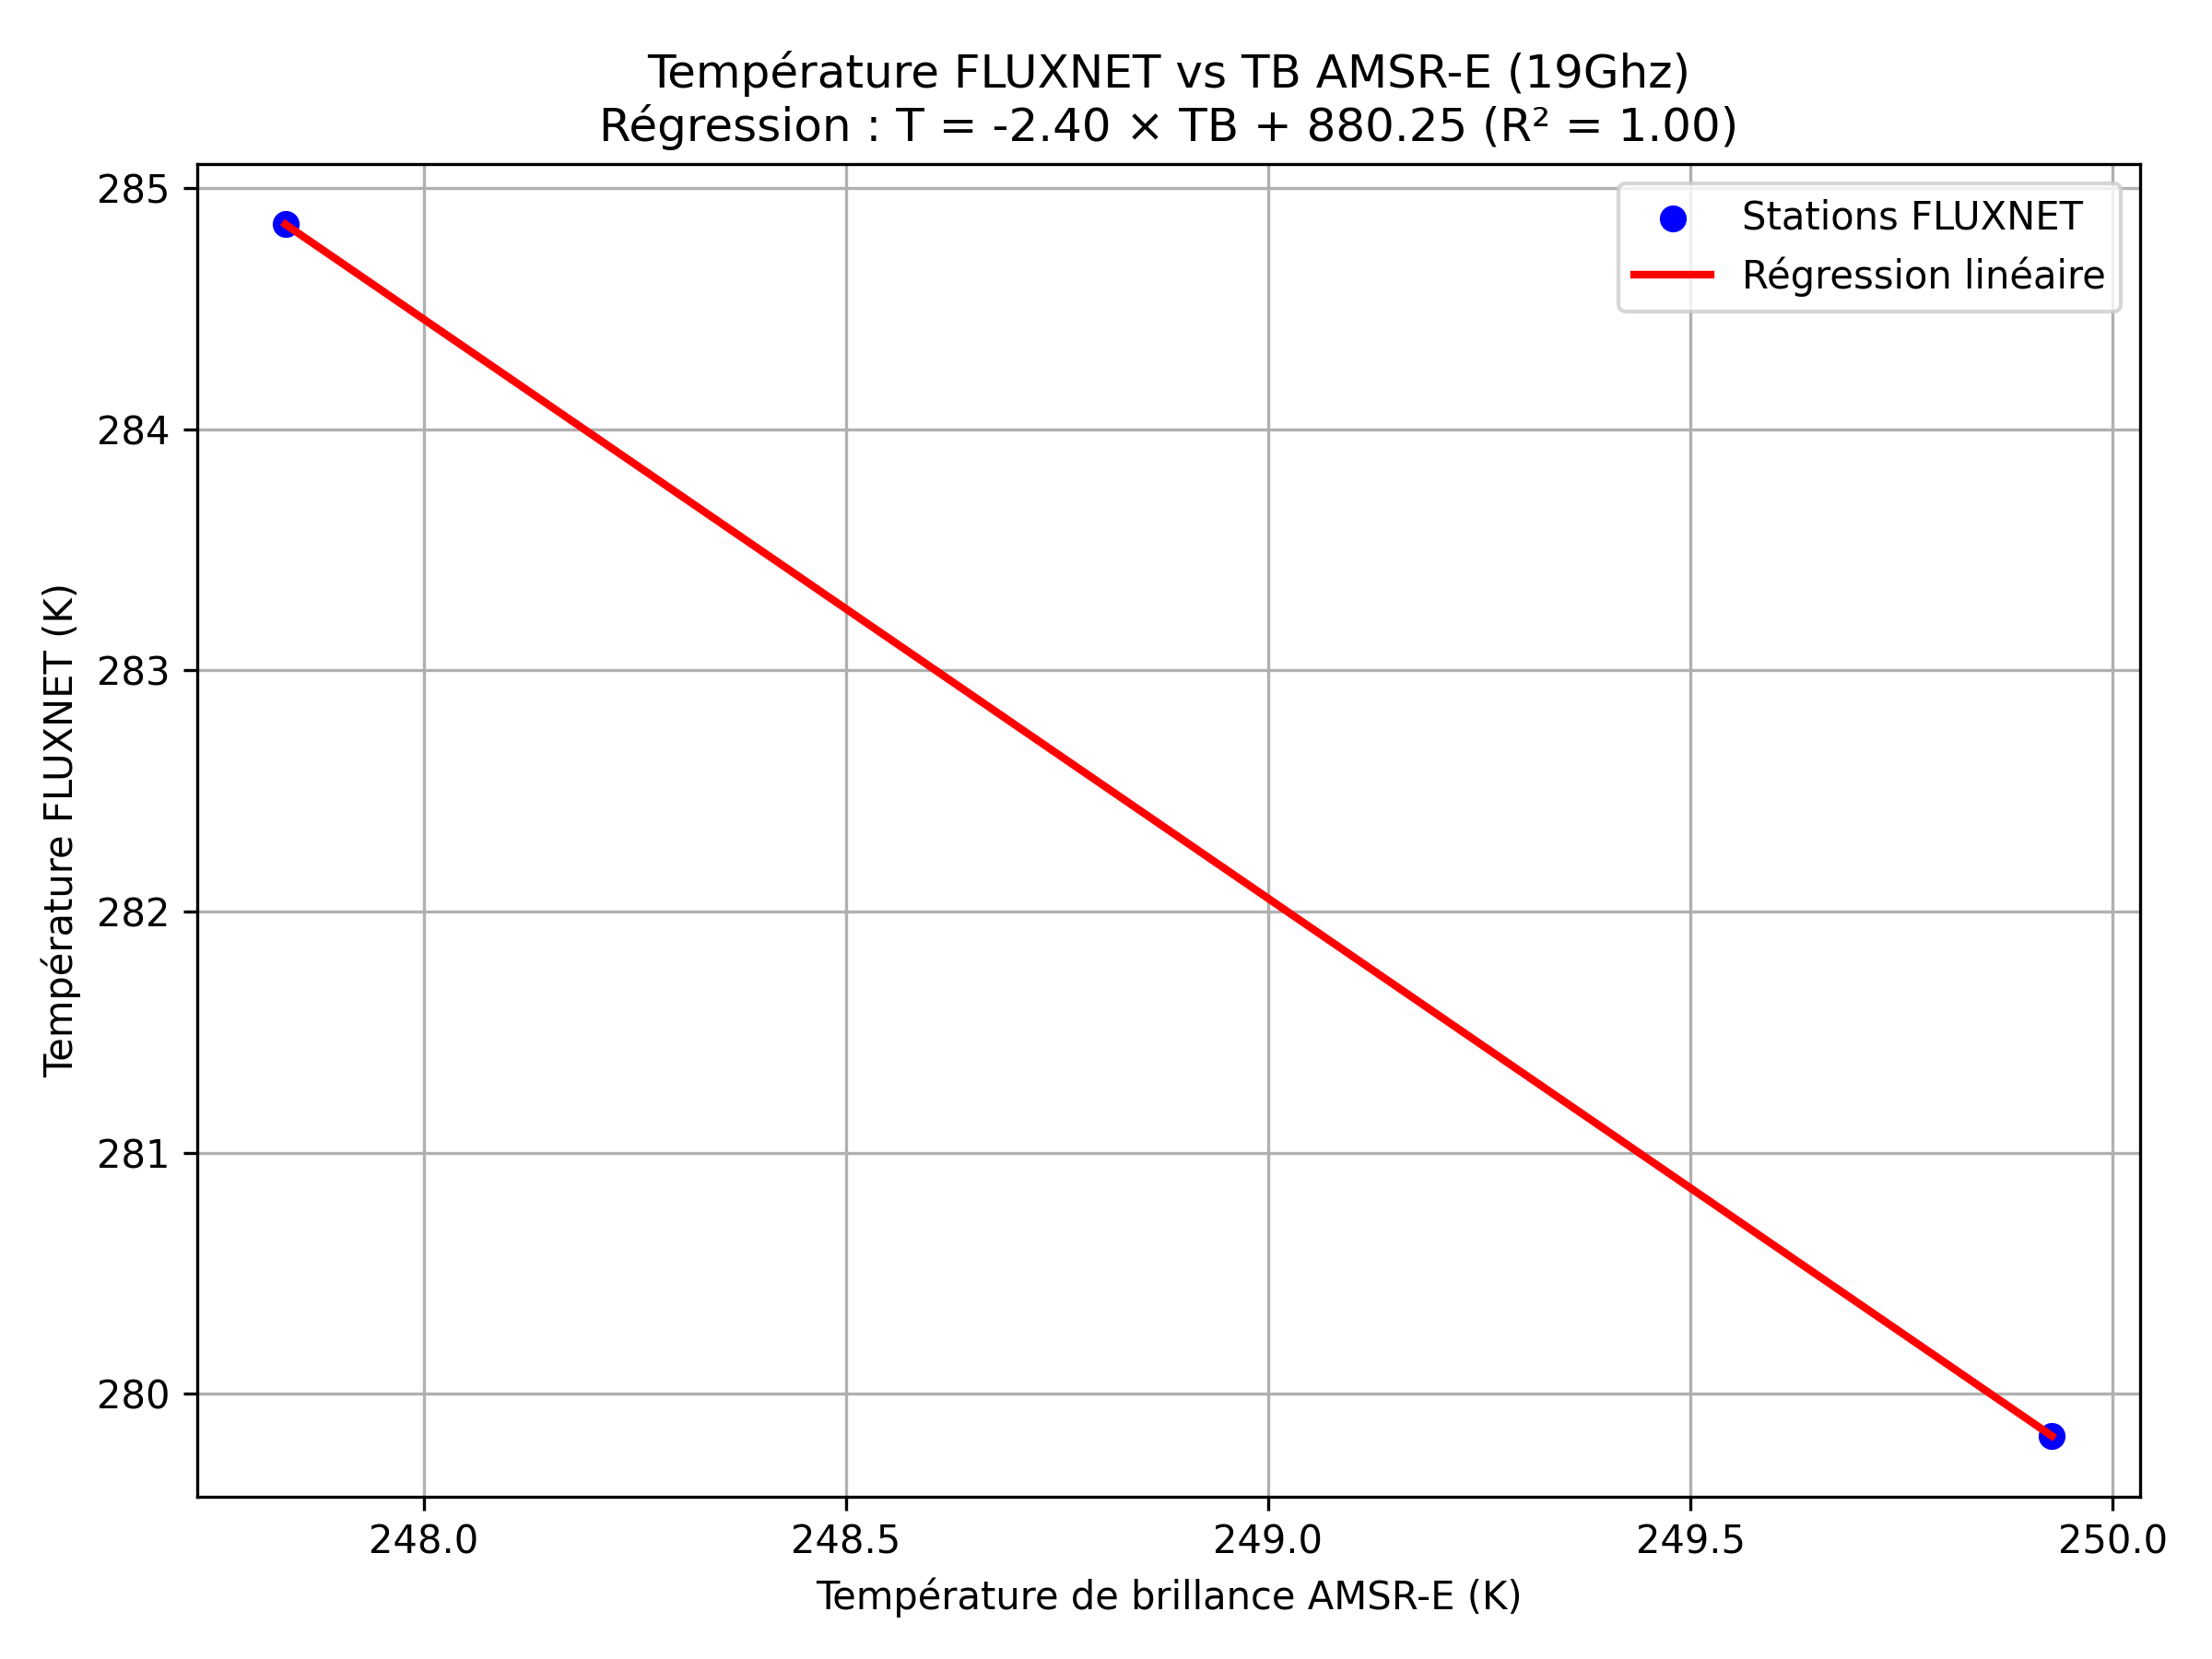 Température FLUXNET vs TB AMSR-E (19Ghz)
Régression : T = -2.40 × TB + 880.25 (R² = 1.00)
Stations FLUXNET
Régression linéaire
Température FLUXNET (K)
285
284
283
282
281
280
248.0
248.5
249.0
249.5
250.0
Température de brillance AMSR-E (K)